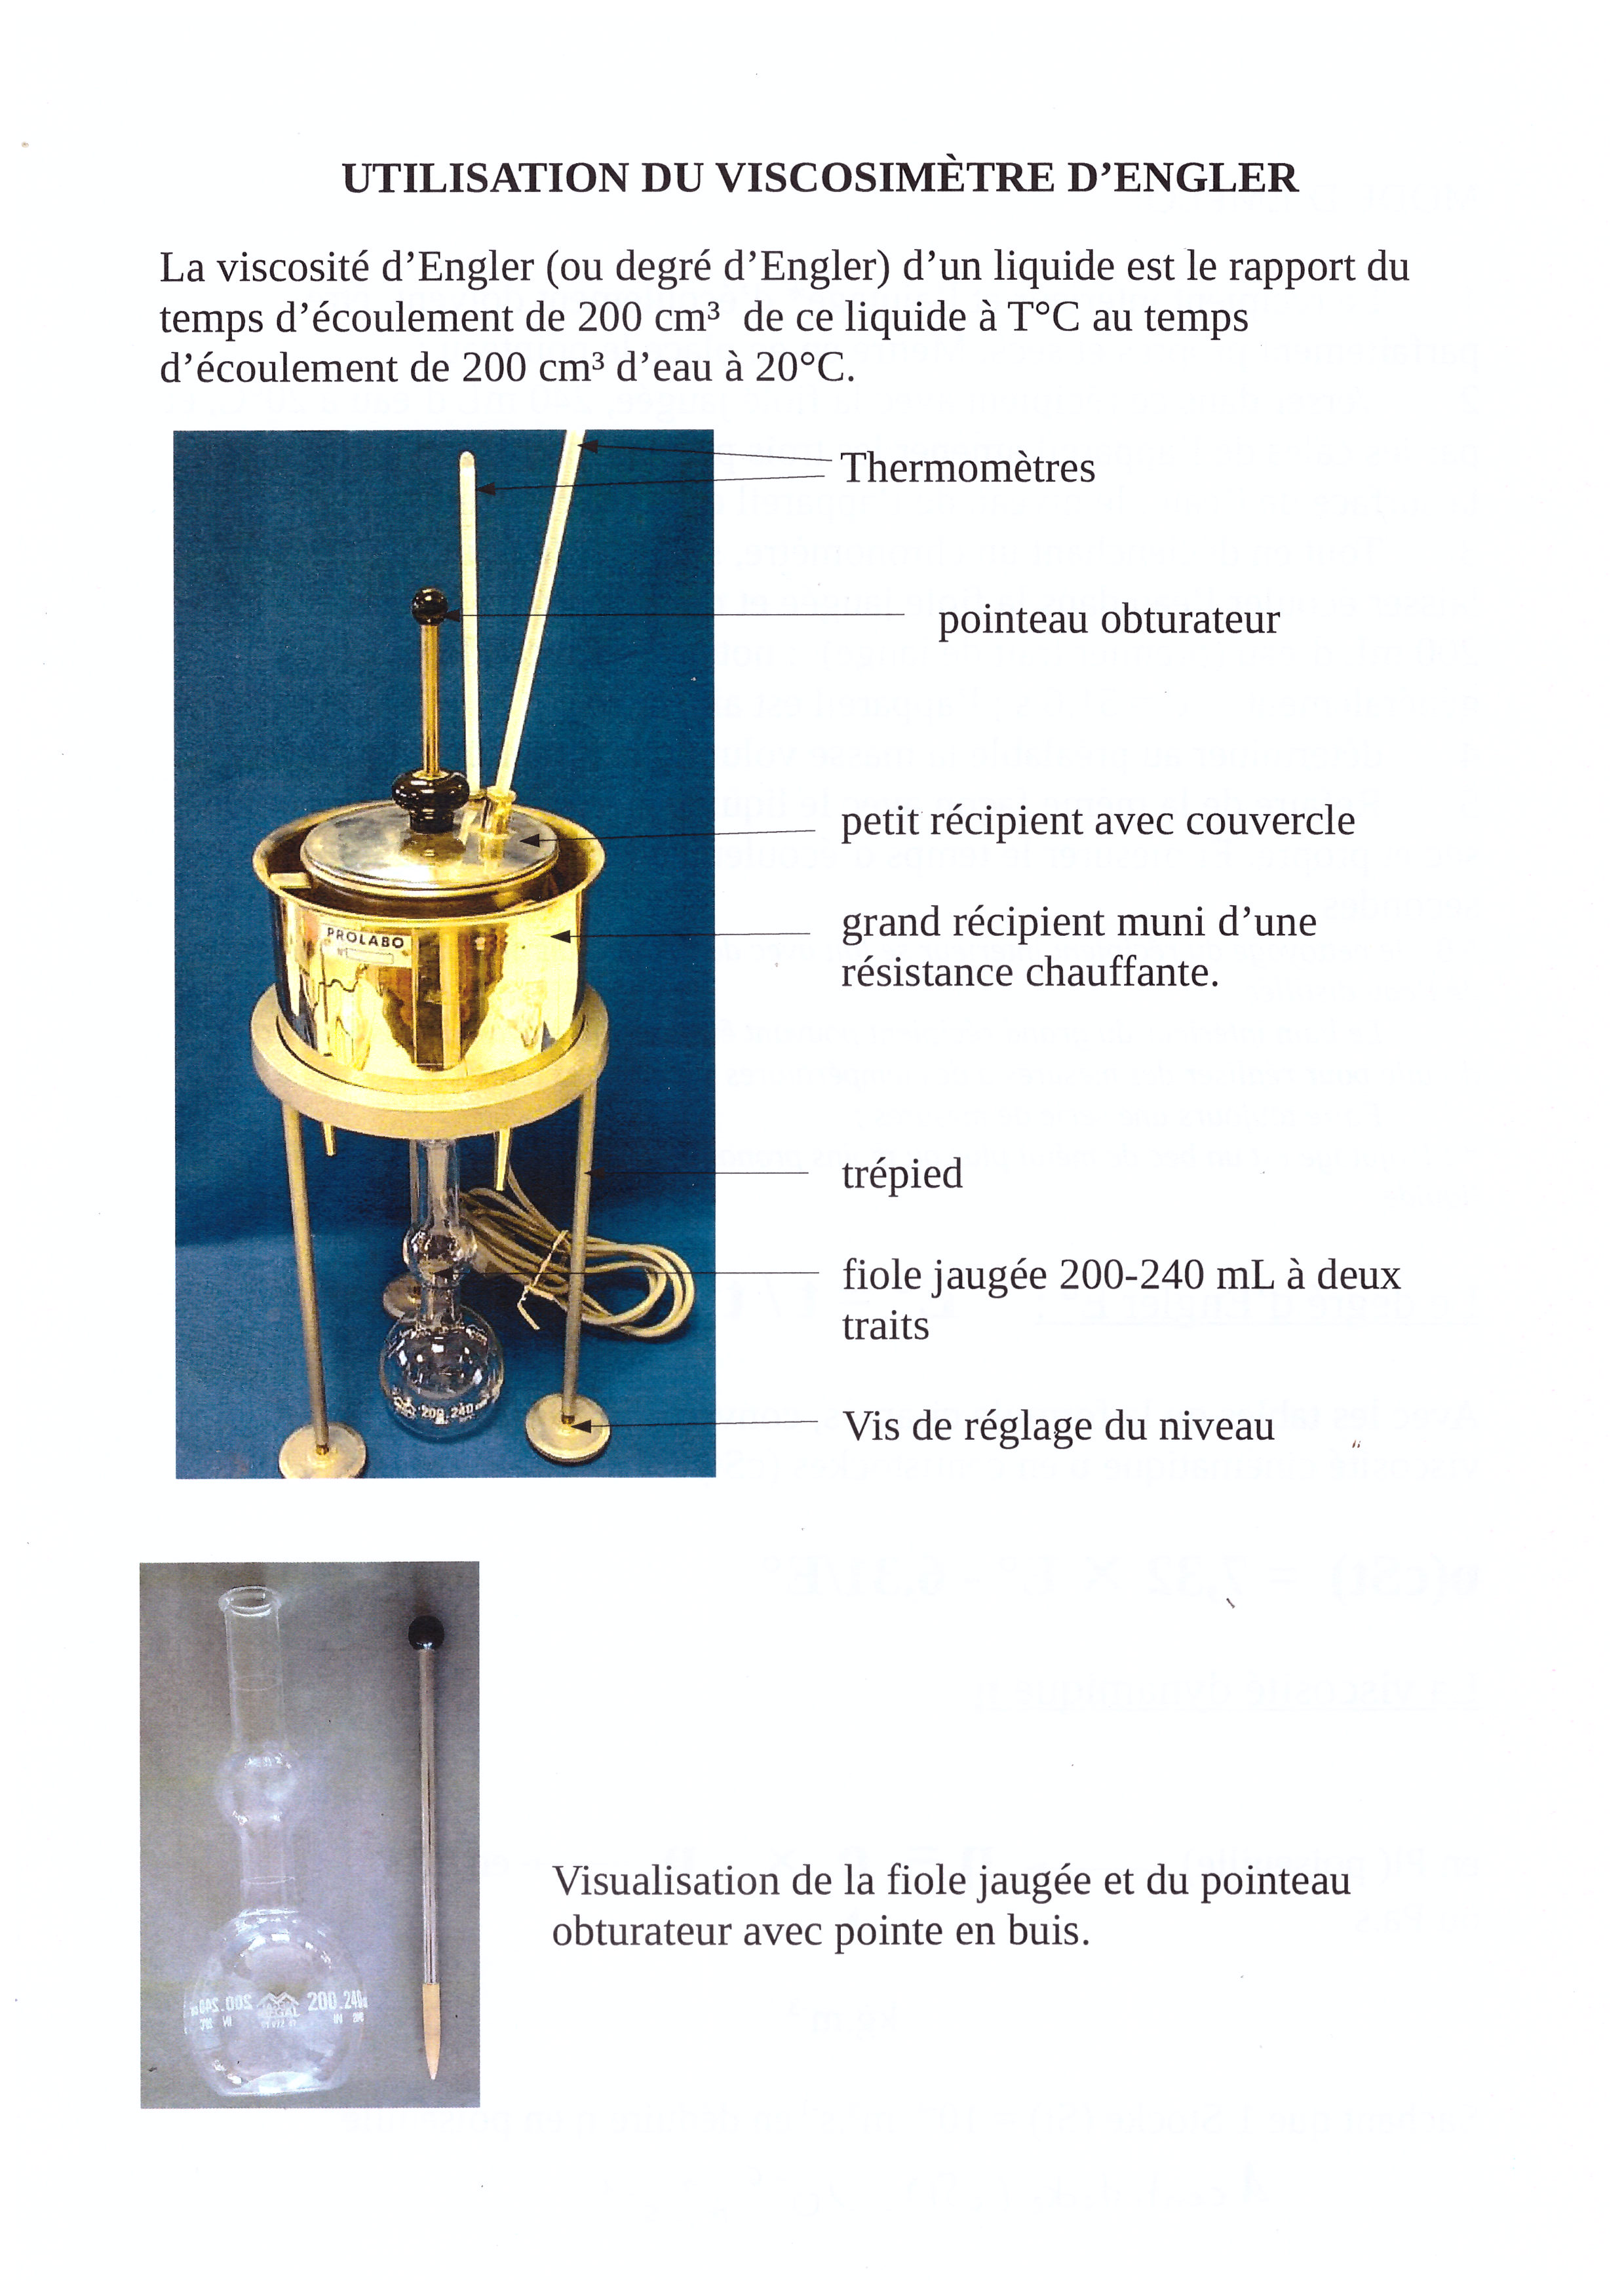 UTILISATION DU VISCOSIMÈTRE D’ENGLER
La viscosité d’Engler (ou degré d’Engler) d’un liquide est le rapport du
temps d’écoulement de 200 cm³ de ce liquide à T°C au temps
d’écoulement de 200 cm³ d’eau à 20°C.
Thermomètres
pointeau obturateur
petit récipient avec couvercle
grand récipient muni d’une
résistance chauffante.
PROLABO
trépied
fiole jaugée 200-240 mL à deux
traits
200.240
Vis de réglage du niveau
Visualisation de la fiole jaugée et du pointeau
obturateur avec pointe en buis.
200.240